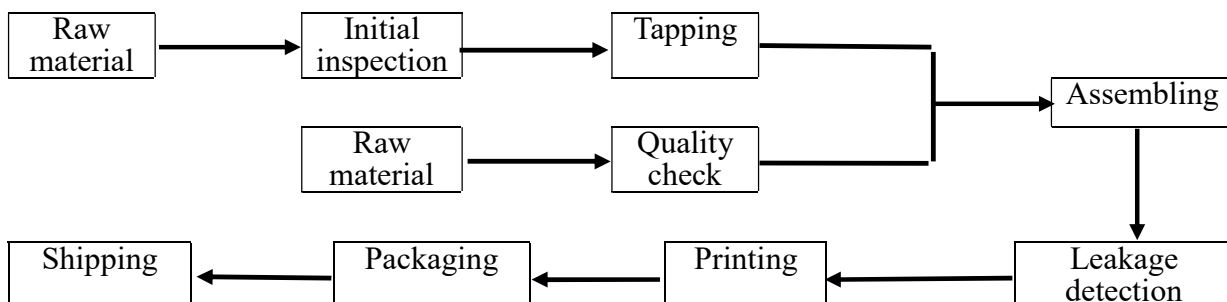 Raw
material
Initial
inspection
Tapping
Assembling
Raw
material
Quality
check
Shipping
Packaging
Printing
Leakage
detection